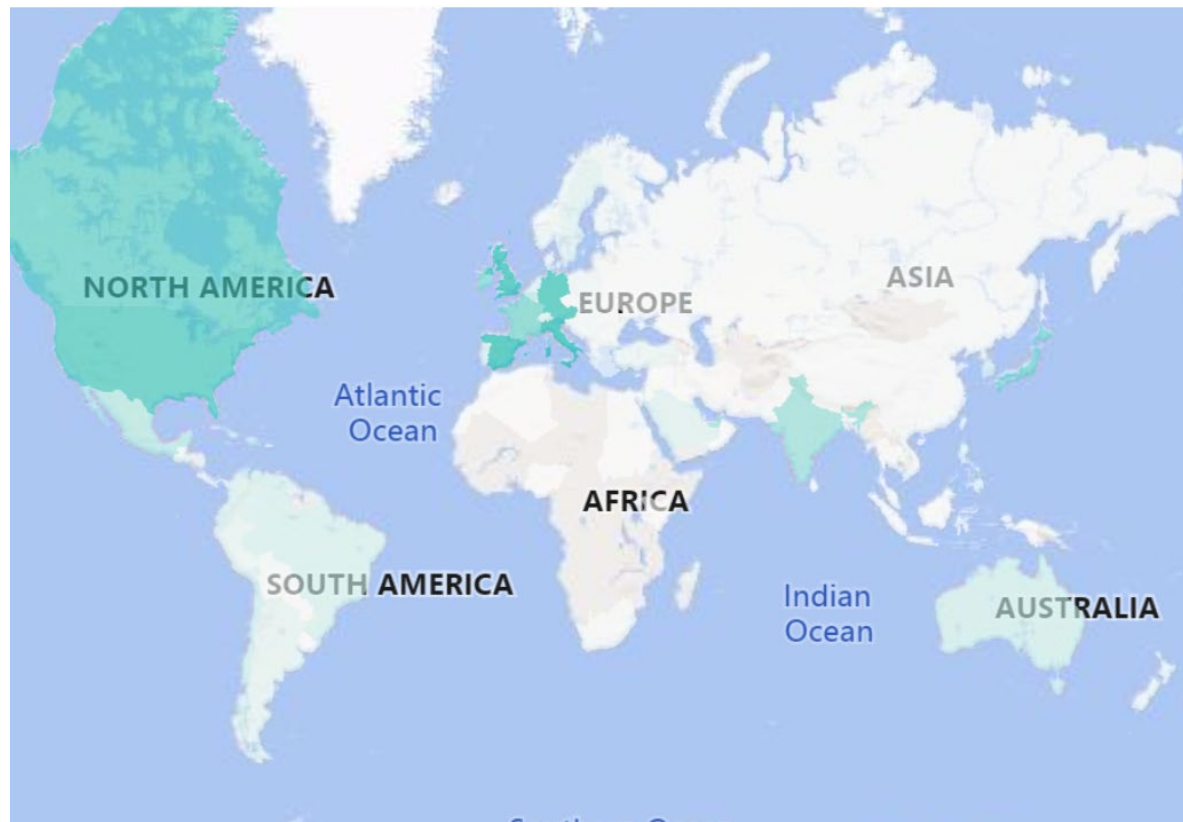 NORTH AMERICA
EUROPE
ASIA
Atlantic
Ocean
AFRICA
SOUTH AMERICA
Indian
Ocean
AUSTRALIA